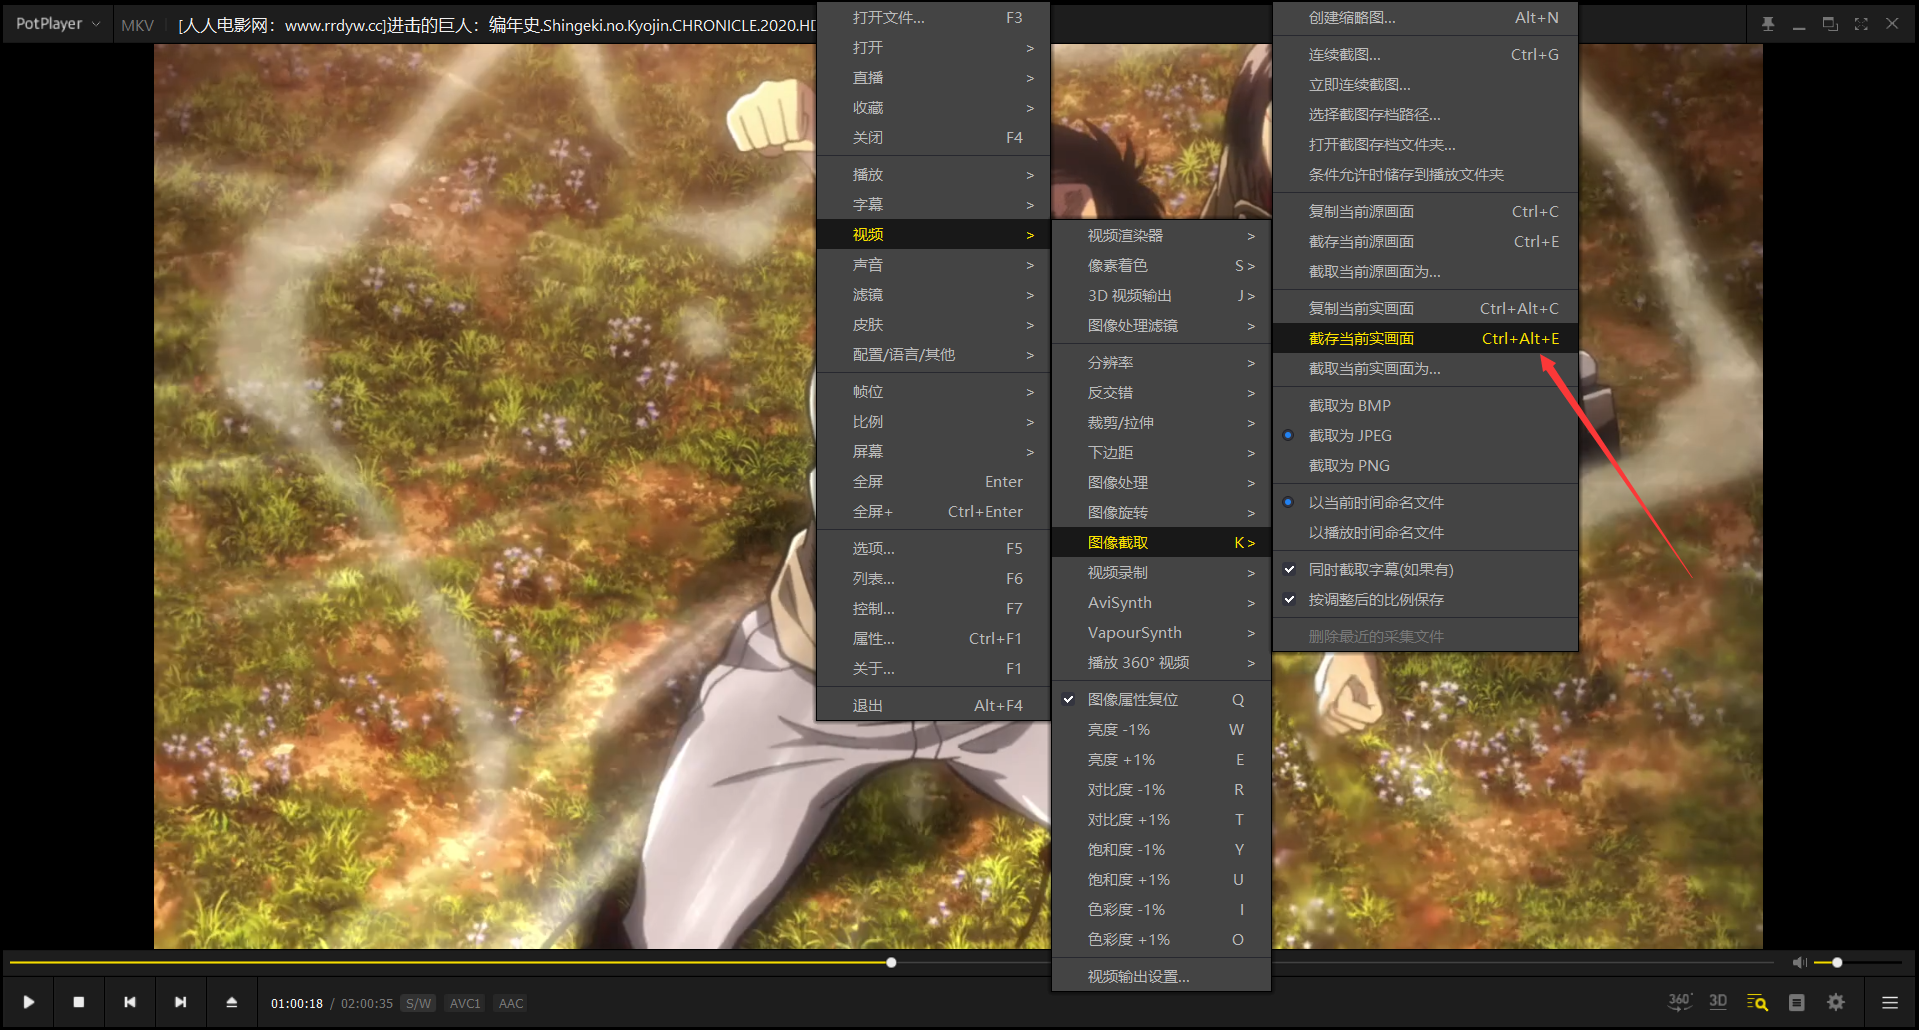 PotPlayer
MKV
[人人电影网：www.rrdyw.cc]进击的巨人：编年史.Shingeki.no.Kyojin.CHRONICLE.2020.HD
打开文件... F3
打开 >
直播 >
收藏 >
关闭 F4
播放 >
字幕 >
视频 >
声音 >
滤镜 >
皮肤 >
配置/语言/其他 >
帧位 >
比例 >
屏幕 >
全屏 Enter
全屏+ Ctrl+Enter
选项... F5
列表... F6
控制... F7
属性... Ctrl+F1
关于... F1
退出 Alt+F4
视频渲染器 >
像素着色 S >
3D 视频输出 J >
图像处理滤镜 >
分辨率 >
反交错 >
裁剪/拉伸 >
下边距 >
图像处理 >
图像旋转 >
图像截取 K >
视频录制 >
AviSynth >
VapourSynth >
播放 360° 视频 >
图像属性复位 Q
亮度 -1% W
亮度 +1% E
对比度 -1% R
对比度 +1% T
饱和度 -1% Y
饱和度 +1% U
色彩度 -1% I
色彩度 +1% O
视频输出设置...
创建缩略图... Alt+N
连续截图... Ctrl+G
立即连续截图...
选择截图存档路径...
打开截图存档文件夹...
条件允许时储存到播放文件夹
复制当前源画面 Ctrl+C
截存当前源画面 Ctrl+E
截取当前源画面为...
复制当前实画面 Ctrl+Alt+C
截存当前实画面 Ctrl+Alt+E
截取当前实画面为...
截取为 BMP
截取为 JPEG
截取为 PNG
以当前时间命名文件
以播放时间命名文件
同时截取字幕(如果有)
按调整后的比例保存
删除最近的采集文件
01:00:18 / 02:00:35 S/W AVC1 AAC
360° 3D